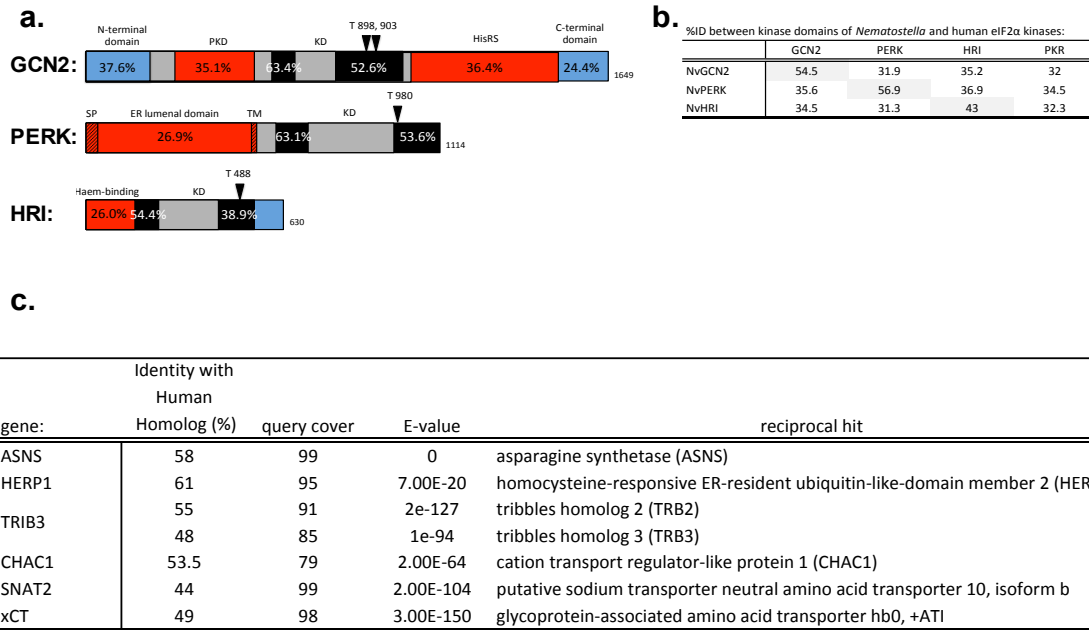 a.
N-terminal domain
PKD
KD
T 898, 903
HisRS
C-terminal domain
GCN2:
37.6% 35.1% 63.4% 52.6% 36.4% 24.4% 1649
SP ER lumenal domain TM KD T 980
PERK:
26.9% 63.1% 53.6% 1114
Haem-binding KD T 488
HRI:
26.0% 54.4% 38.9% 630
b.
%ID between kinase domains of Nematostella and human eIF2α kinases:
GCN2 PERK HRI PKR
NvGCN2 54.5 31.9 35.2 32
NvPERK 35.6 56.9 36.9 34.5
NvHRI 34.5 31.3 43 32.3
c.
gene: Identity with Human Homolog (%) query cover E-value reciprocal hit
ASNS 58 99 0 asparagine synthetase (ASNS)
HERP1 61 95 7.00E-20 homocysteine-responsive ER-resident ubiquitin-like-domain member 2 (HER
TRIB3 55 91 2e-127 tribbles homolog 2 (TRB2)
48 85 1e-94 tribbles homolog 3 (TRB3)
CHAC1 53.5 79 2.00E-64 cation transport regulator-like protein 1 (CHAC1)
SNAT2 44 99 2.00E-104 putative sodium transporter neutral amino acid transporter 10, isoform b
xCT 49 98 3.00E-150 glycoprotein-associated amino acid transporter hb0, +ATI